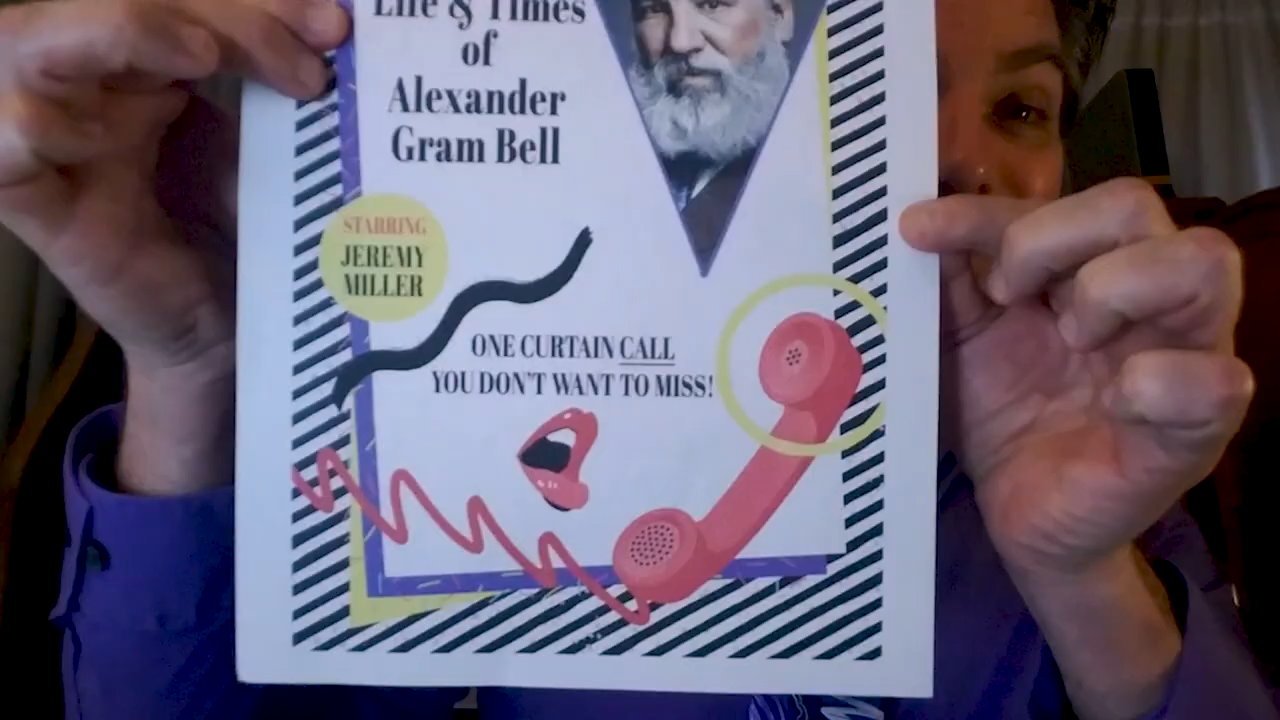 Life & Times
of
Alexander
Gram Bell
STARRING
JEREMY
MILLER
ONE CURTAIN CALL
YOU DON'T WANT TO MISS!